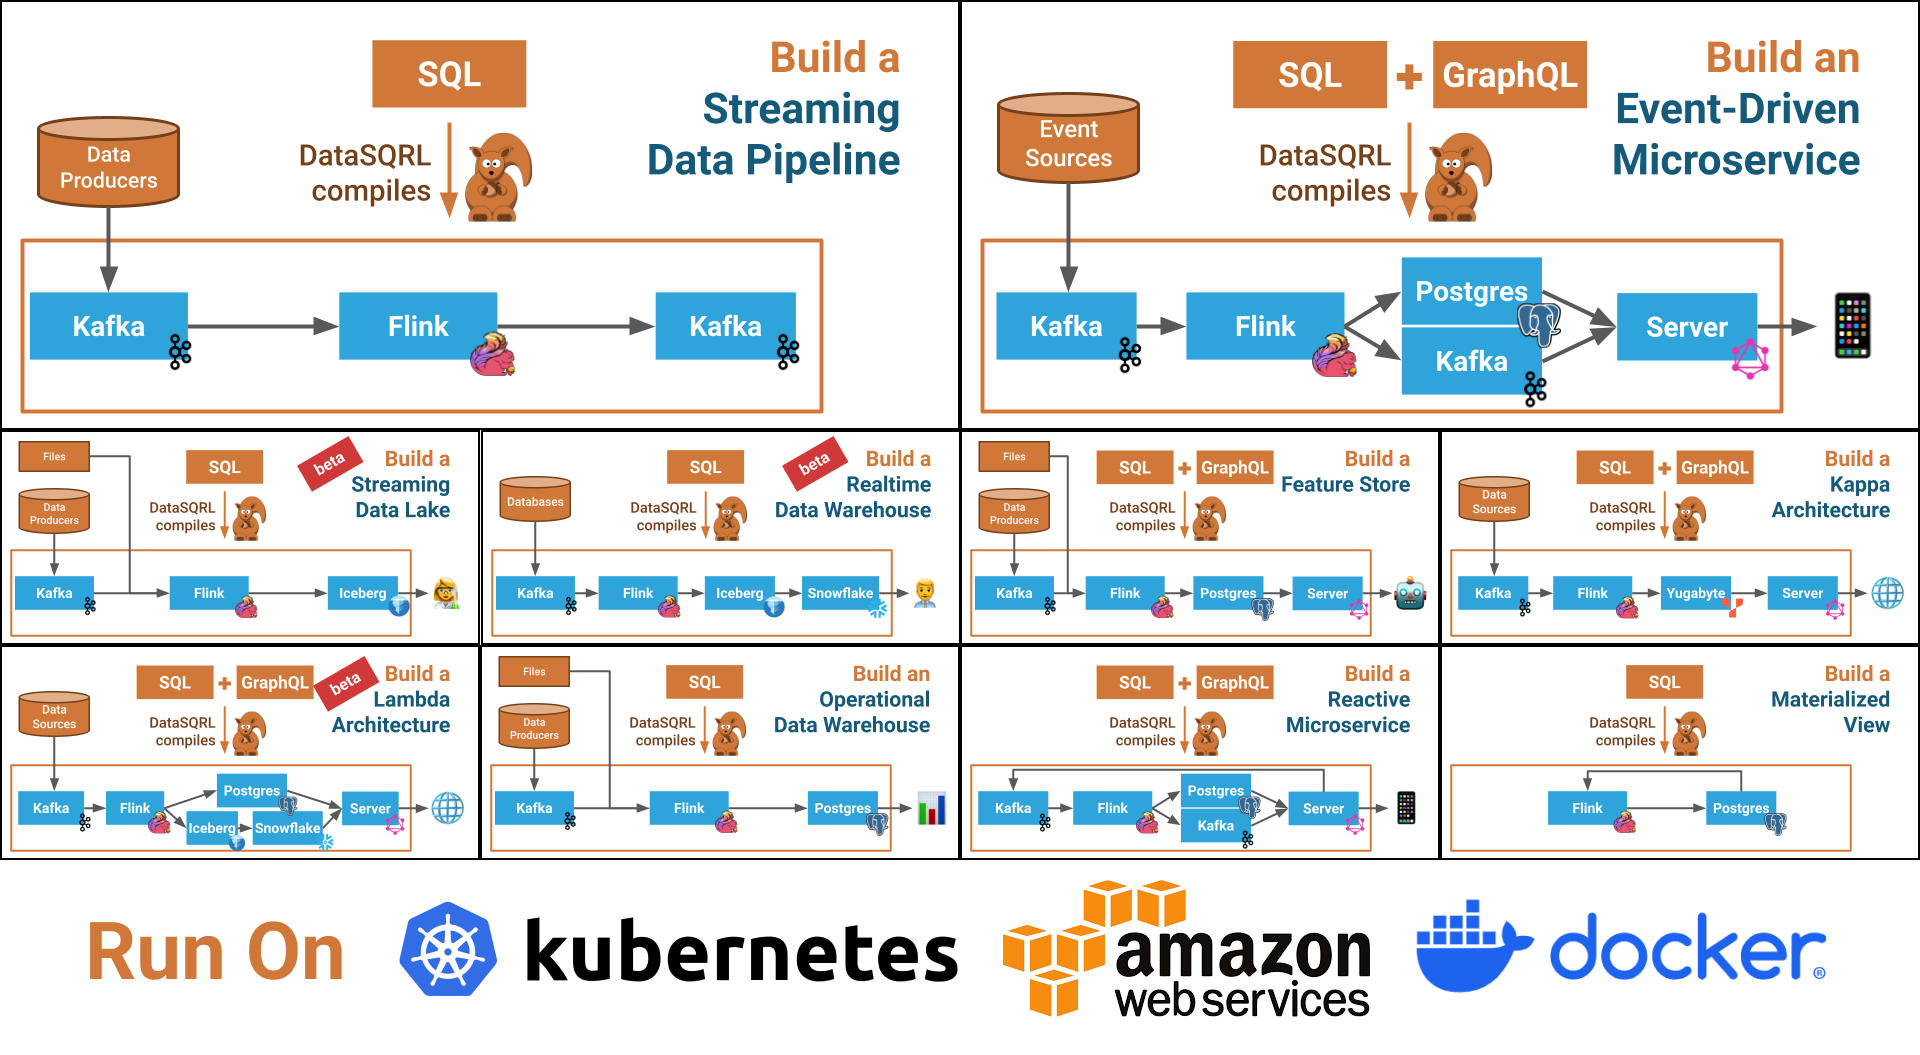 SQL
Build a
Streaming
Data Pipeline
Data
Producers
DataSQRL
compiles
Kafka
Flink
Kafka
SQL
GraphQL
Build an
Event-Driven
Microservice
Event
Sources
DataSQRL
compiles
Kafka
Flink
Postgres
Kafka
Server
Files
SQL
beta
Build a
Streaming
Data Lake
Data
Producers
DataSQRL
compiles
Kafka
Flink
Iceberg
SQL
beta
Build a
Realtime
Data Warehouse
Databases
DataSQRL
compiles
Kafka
Flink
Iceberg
Snowflake
Files
SQL
+
GraphQL
Build a
Feature Store
Data
Producers
DataSQRL
compiles
Kafka
Flink
Postgres
Server
SQL
+
GraphQL
Build a
Kappa
Architecture
Data
Sources
DataSQRL
compiles
Kafka
Flink
Yugabyte
Server
SQL
+
GraphQL
beta
Build a
Lambda
Architecture
Data
Sources
DataSQRL
compiles
Kafka
Flink
Postgres
Iceberg
Snowflake
Server
Files
SQL
Build an
Operational
Data Warehouse
Data
Producers
DataSQRL
compiles
Kafka
Flink
Postgres
SQL
+
GraphQL
Build a
Reactive
Microservice
DataSQRL
compiles
Kafka
Flink
Postgres
Kafka
Server
SQL
Build a
Materialized
View
DataSQRL
compiles
Flink
Postgres
Run On
kubernetes
amazon
web services
docker®